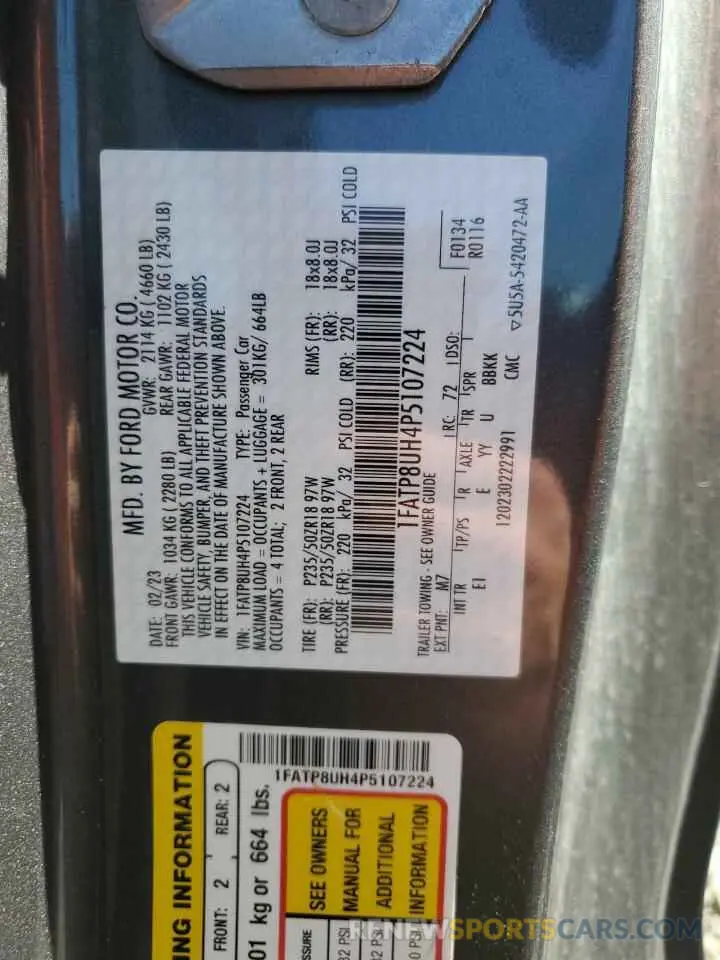 MFD. BY FORD MOTOR CO.
DATE: 02/23 GVWR: 2114 KG ( 4660 LB)
FRONT GAWR: 1034 KG ( 2280 LB) REAR GAWR: 1102 KG ( 2430 LB)
THIS VEHICLE CONFORMS TO ALL APPLICABLE FEDERAL MOTOR
VEHICLE SAFETY, BUMPER, AND THEFT PREVENTION STANDARDS
IN EFFECT ON THE DATE OF MANUFACTURE SHOWN ABOVE.
VIN: 1FATP8UH4P5107224 TYPE: Passenger Car
MAXIMUM LOAD = OCCUPANTS + LUGGAGE = 301KG/ 664LB
OCCUPANTS = 4 TOTAL; 2 FRONT, 2 REAR
TIRE (FR): P235/50ZR18 97W RIMS (FR): 18x8.0J
(RR): P235/50ZR18 97W (RR): 18x8.0J
PRESSURE (FR): 220 kPa/ 32 PSI COLD (RR): 220 kPa/ 32 PSI COLD
1FATP8UH4P5107224
TRAILER TOWING - SEE OWNER GUIDE
EXT PNT: M7 RC: 72 DSO: F0134
R0116
INT TR TP/PS R AXLE TR SPR
EI E YY U BBKK
1202302222991 CMC
▽5U5A-5420472-AA
ING INFORMATION
FRONT: 2 , REAR: 2
01 kg or 664 lbs.
1FATP8UH4P5107224
SEE OWNERS
MANUAL FOR
ADDITIONAL
INFORMATION
SSURE
32 PSI
32 PSI
0 PSI
RENEWSPORTSCARS.COM